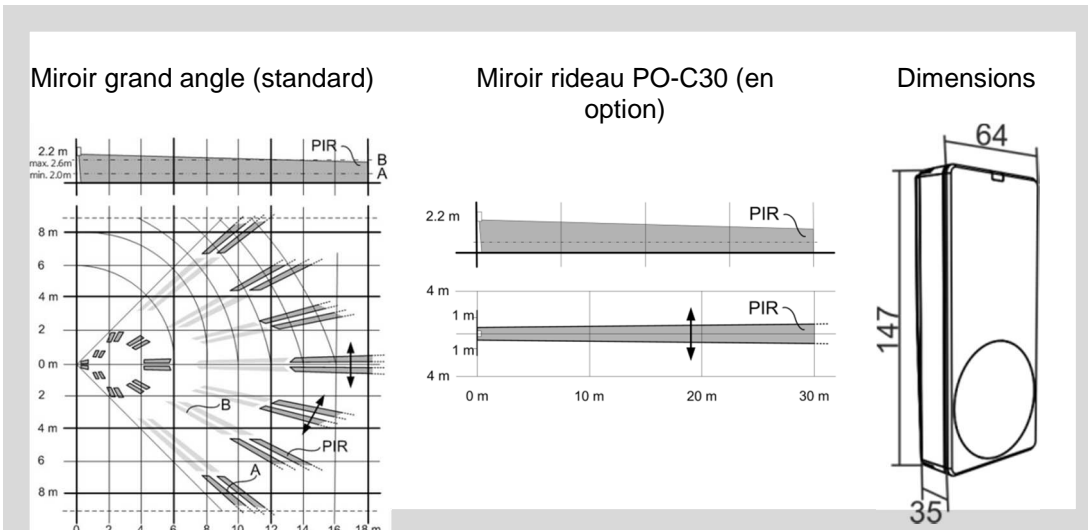 Miroir grand angle (standard)
Miroir rideau PO-C30 (en
option)
Dimensions
2.2 m
max. 2.6m
min. 2.0m
PIR
B
A
8 m
6
4 m
2
0 m
2
4 m
6
8 m
B
PIR
A
0 2 4 6 8 10 12 14 16 18 m
2.2 m
PIR
4 m
1 m
1 m
4 m
PIR
0 m 10 m 20 m 30 m
64
147
35